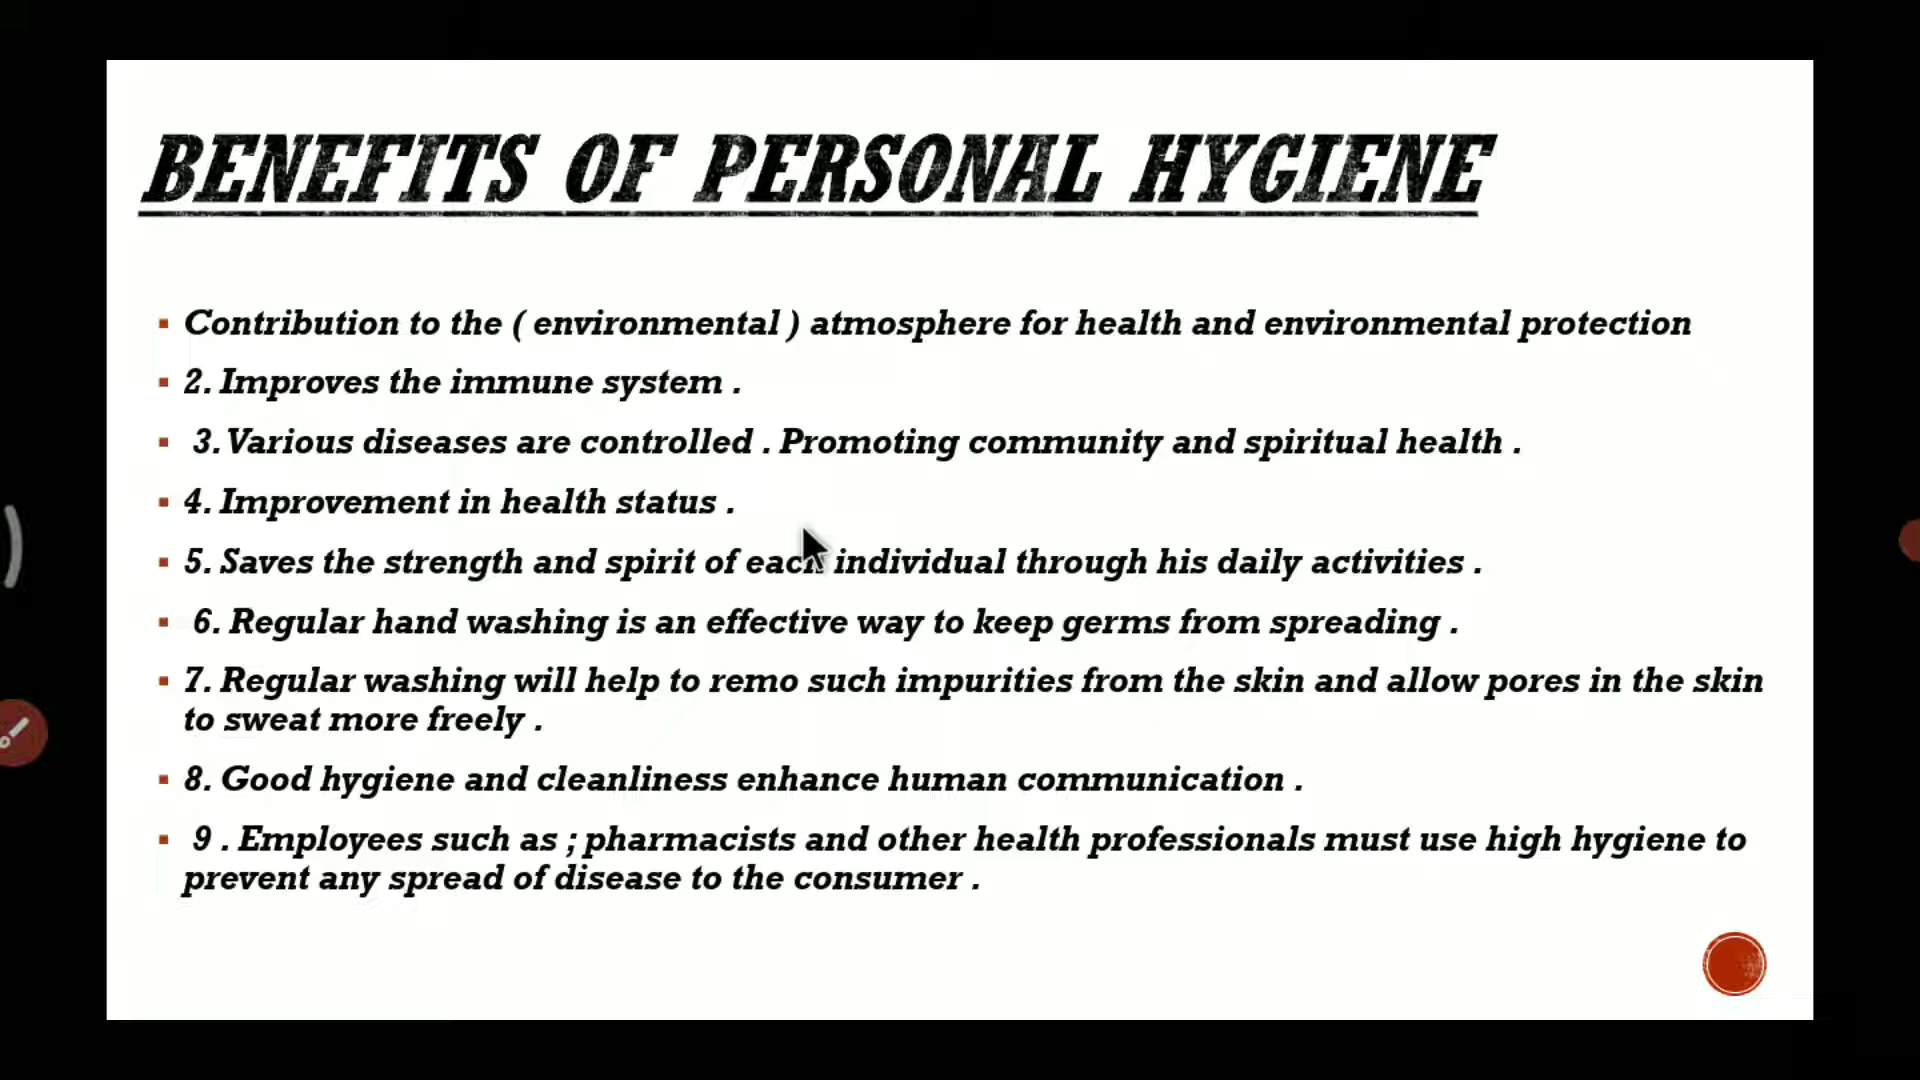 BENEFITS OF PERSONAL HYGIENE
Contribution to the ( environmental ) atmosphere for health and environmental protection
2. Improves the immune system .
3. Various diseases are controlled . Promoting community and spiritual health .
4. Improvement in health status .
5. Saves the strength and spirit of each individual through his daily activities .
6. Regular hand washing is an effective way to keep germs from spreading .
7. Regular washing will help to remo such impurities from the skin and allow pores in the skin
to sweat more freely .
8. Good hygiene and cleanliness enhance human communication .
9 . Employees such as ; pharmacists and other health professionals must use high hygiene to
prevent any spread of disease to the consumer .